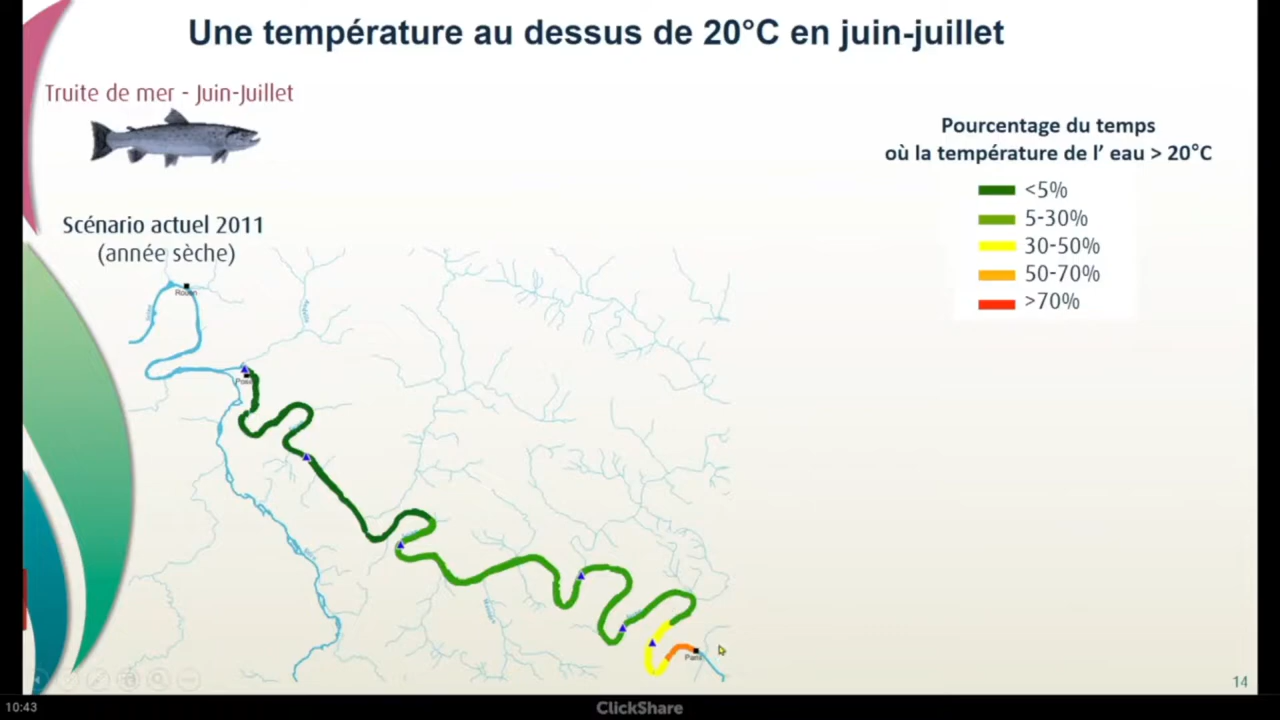 Une température au dessus de 20°C en juin-juillet
Truite de mer - Juin-Juillet
Pourcentage du temps
où la température de l' eau > 20°C
<5%
5-30%
30-50%
50-70%
>70%
Scénario actuel 2011
(année sèche)
Rouen
Paris
14
10:43
ClickShare